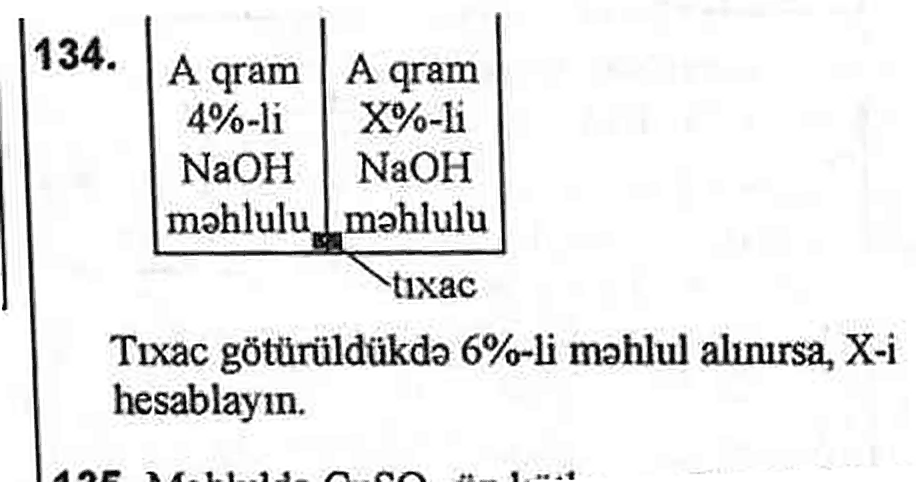 134.
A qram A qram
4%-li X%-li
NaOH NaOH
məhlulu məhlulu
tıxac
Tıxac götürüldükdə 6%-li məhlul alınırsa, X-i
hesablayın.